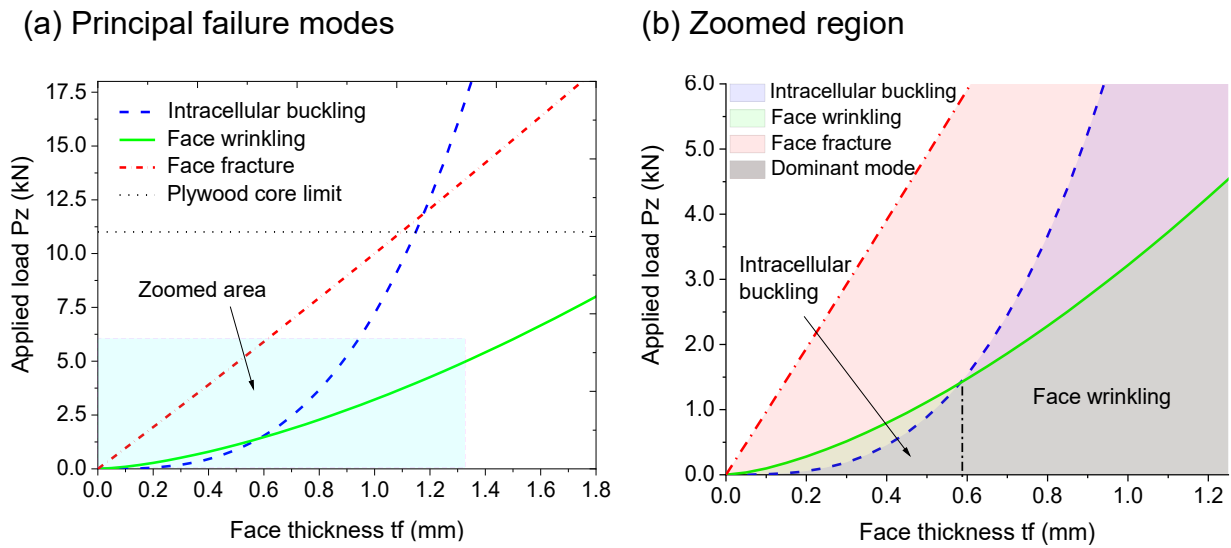 (a) Principal failure modes
Applied load Pz (kN)
17.5
15.0
12.5
10.0
7.5
5.0
2.5
0.0
Intracellular buckling
Face wrinkling
Face fracture
Plywood core limit
Zoomed area
0.0 0.2 0.4 0.6 0.8 1.0 1.2 1.4 1.6 1.8
Face thickness tf (mm)
(b) Zoomed region
Applied load Pz (kN)
6.0
5.0
4.0
3.0
2.0
1.0
0.0
Intracellular buckling
Face wrinkling
Face fracture
Dominant mode
Intracellular
buckling
Face wrinkling
0.0 0.2 0.4 0.6 0.8 1.0 1.2
Face thickness tf (mm)